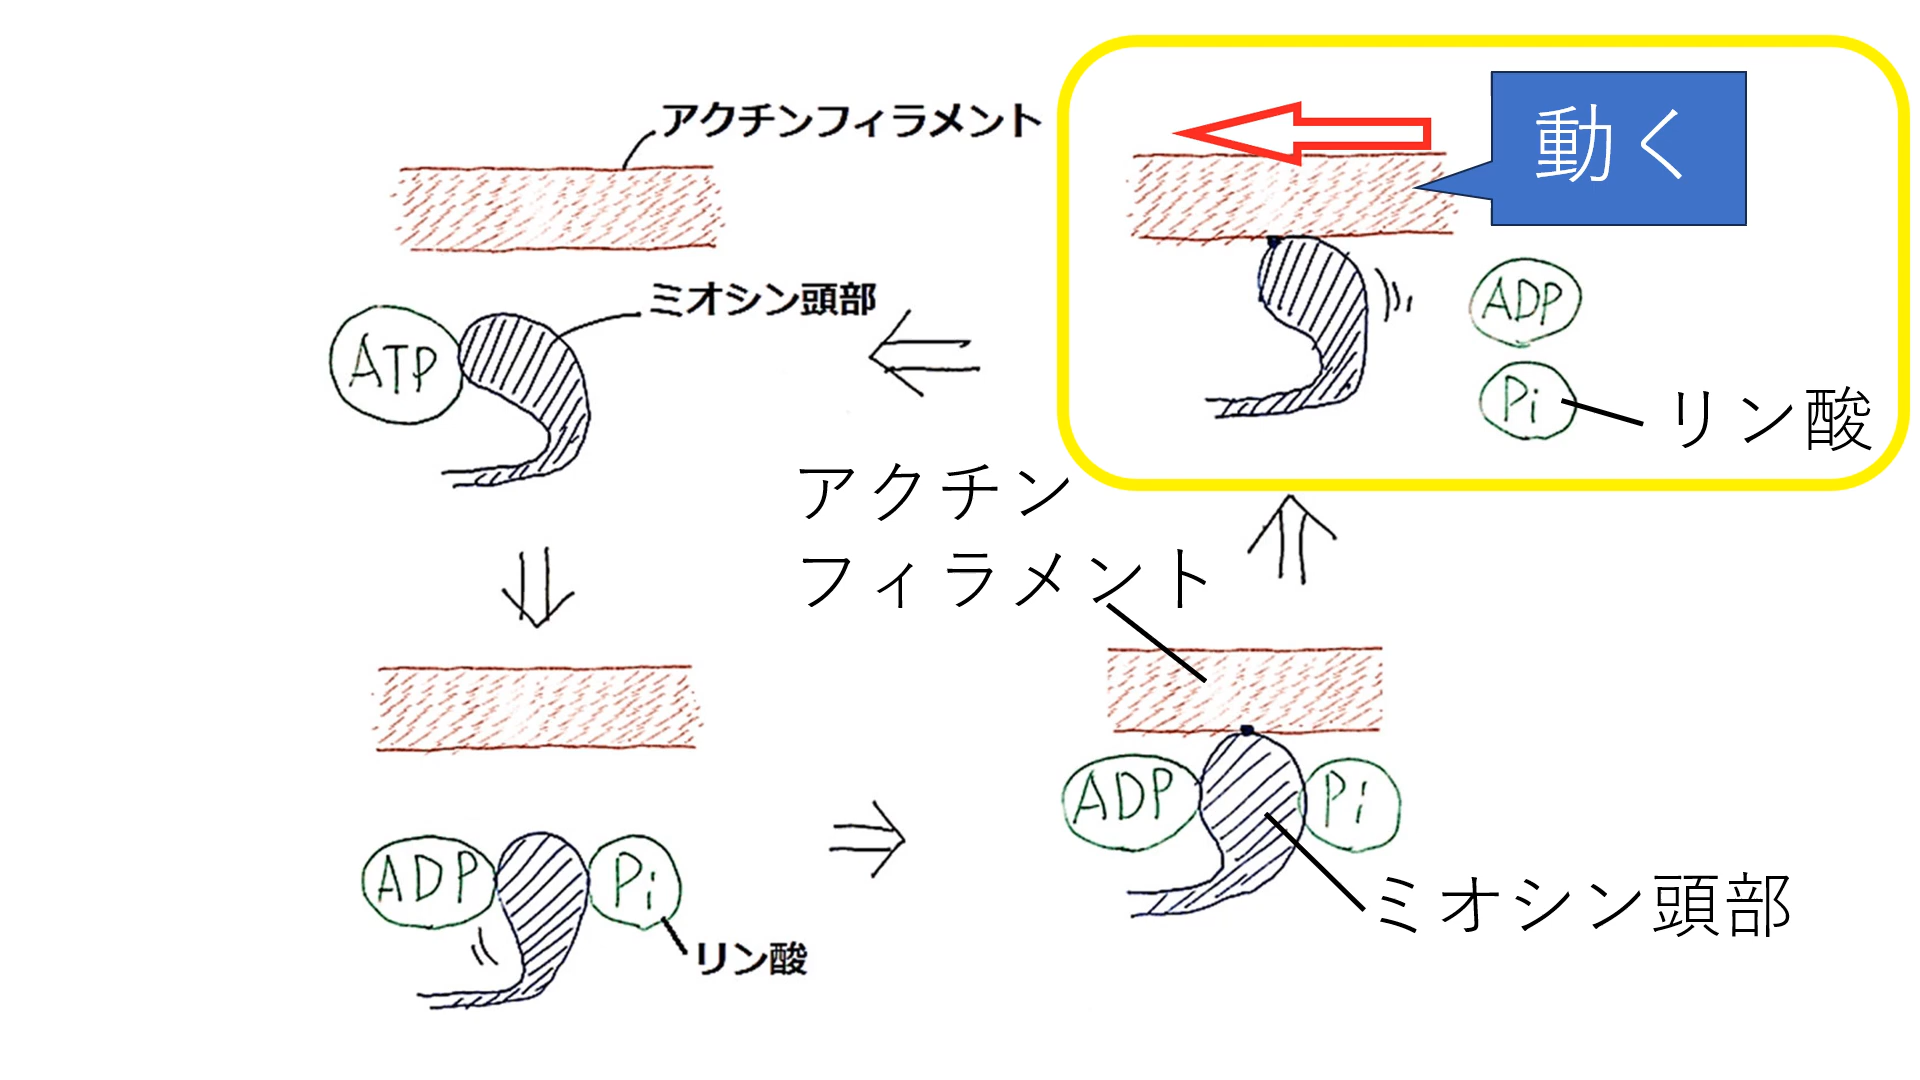 アクチンフィラメント
動く
ミオシン頭部
ATP
ADP
Pi
リン酸
アクチン
フィラメント
ADP
Pi
リン酸
ADP
Pi
ミオシン頭部